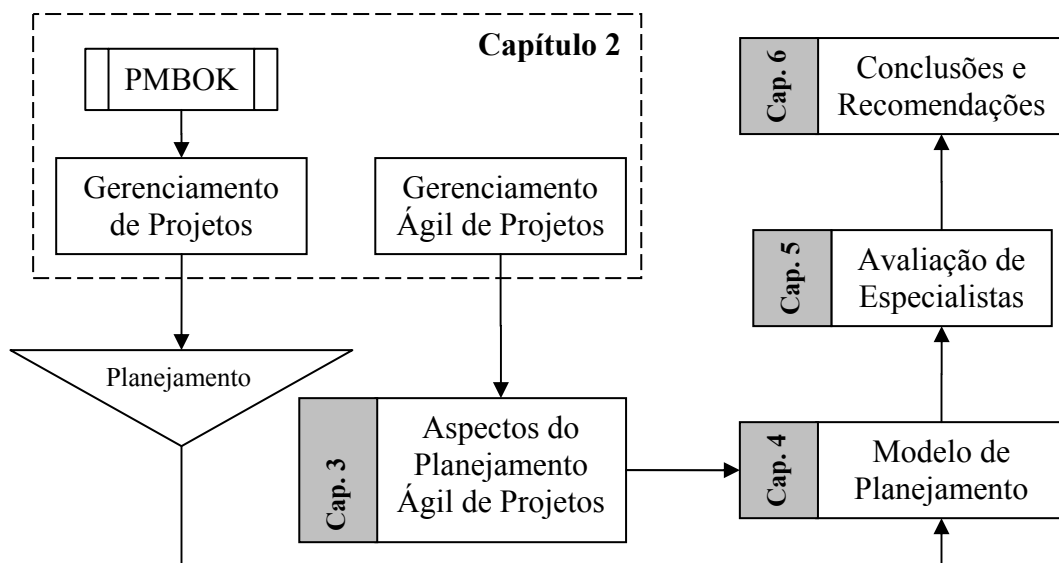 Capítulo 2
PMBOK
Gerenciamento
de Projetos
Gerenciamento
Ágil de Projetos
Planejamento
Cap. 3
Aspectos do
Planejamento
Ágil de Projetos
Cap. 4
Modelo de
Planejamento
Cap. 5
Avaliação de
Especialistas
Cap. 6
Conclusões e
Recomendações